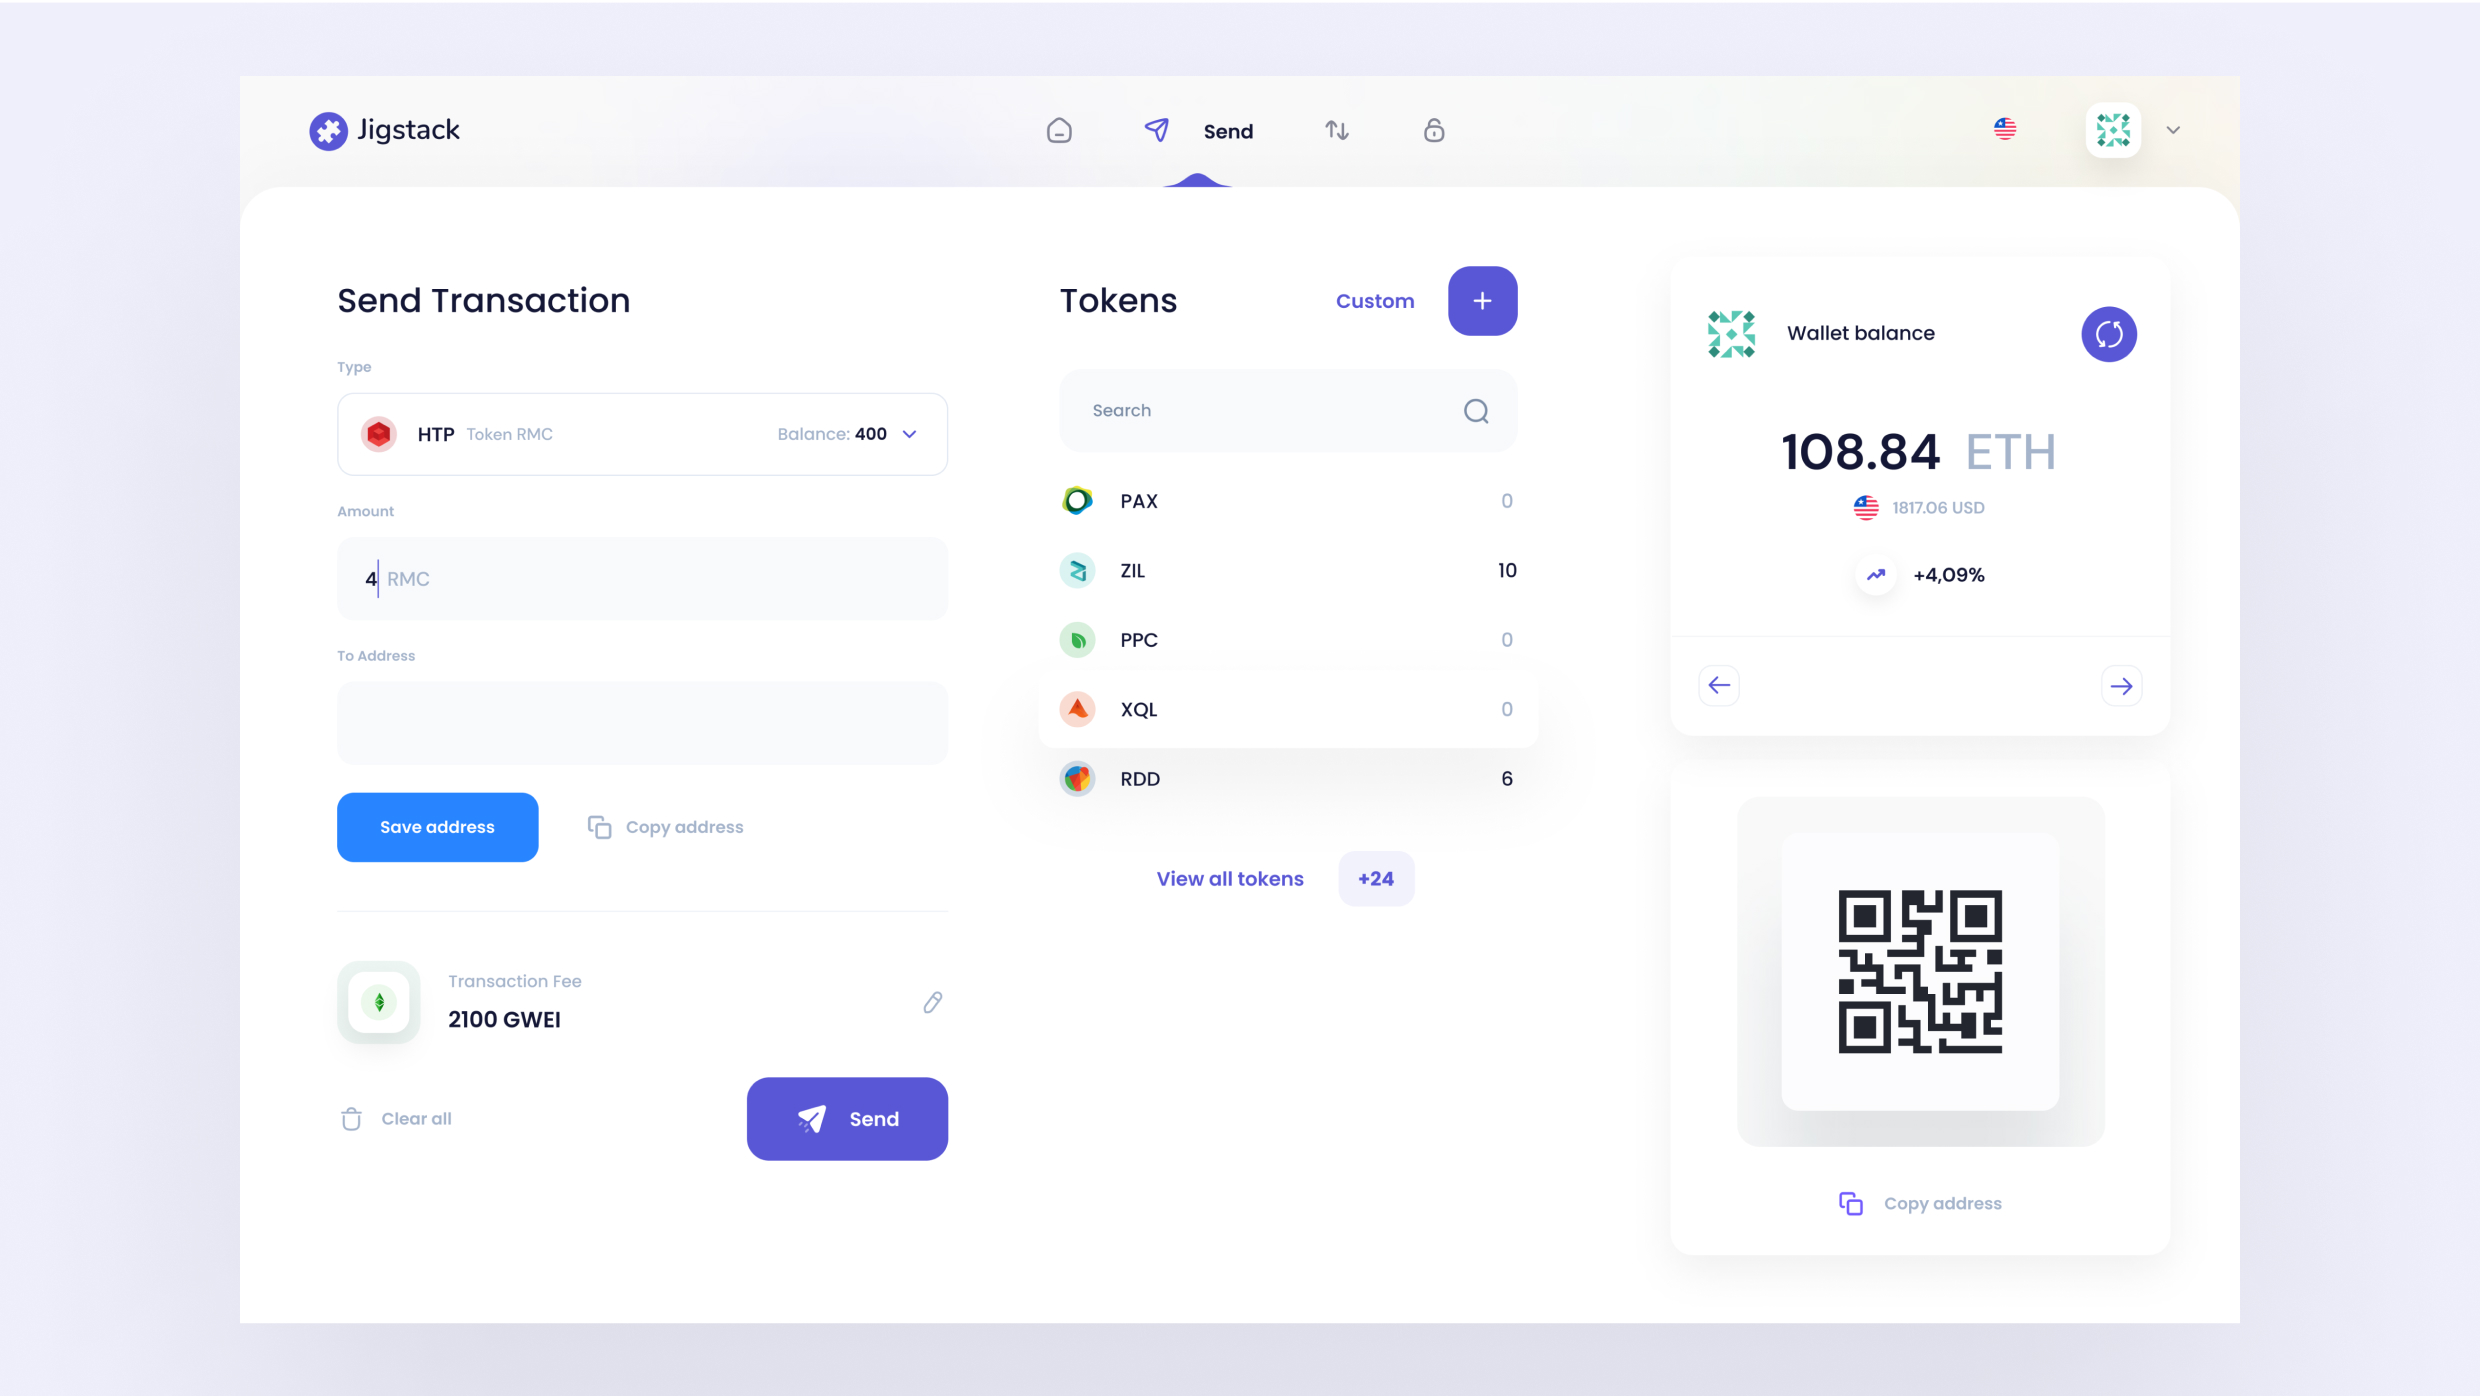 Jigstack
Send
Send Transaction
Type
HTP Token RMC Balance: 400
Amount
4 RMC
To Address
Save address
Copy address
Transaction Fee
2100 GWEI
Clear all
Send
Tokens
Custom
+
Search
PAX 0
ZIL 10
PPC 0
XQL 0
RDD 6
View all tokens +24
Wallet balance
108.84 ETH
1817.06 USD
+4,09%
Copy address